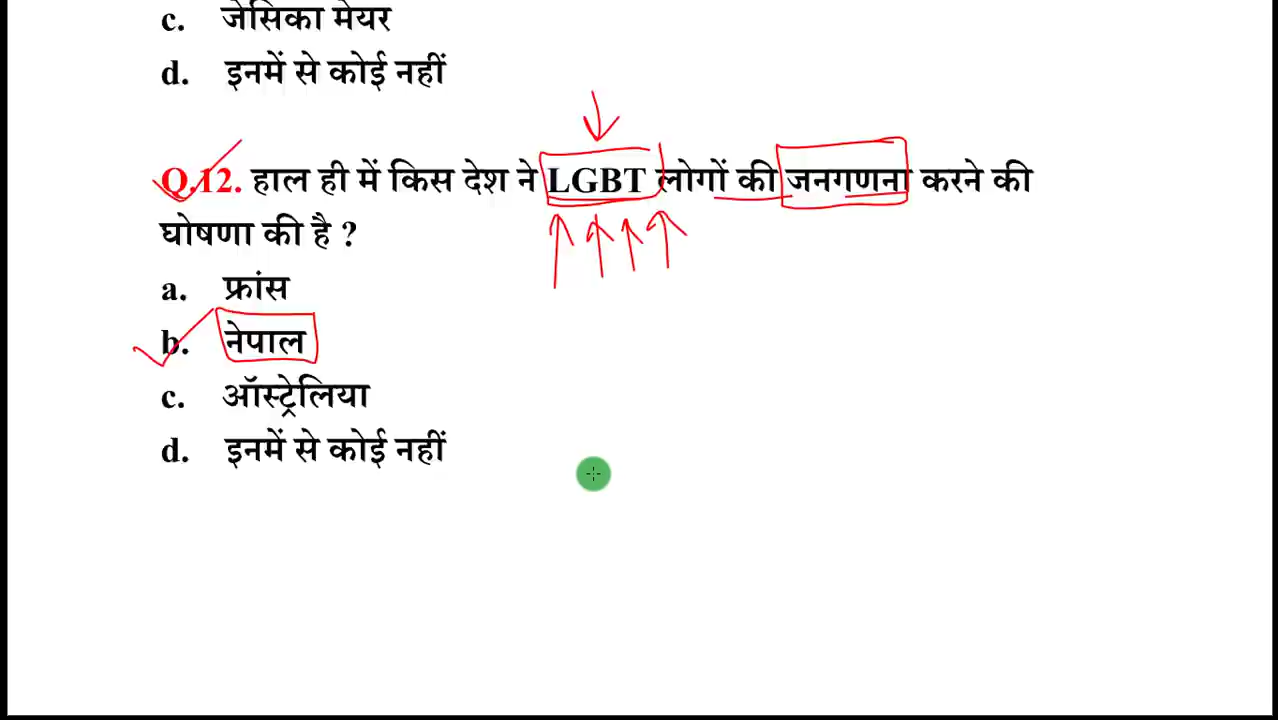 c. जेसिका मेयर
d. इनमें से कोई नहीं
Q.12. हाल ही में किस देश ने LGBT लोगों की जनगणना करने की
घोषणा की है ?
a. फ्रांस
b. नेपाल
c. ऑस्ट्रेलिया
d. इनमें से कोई नहीं